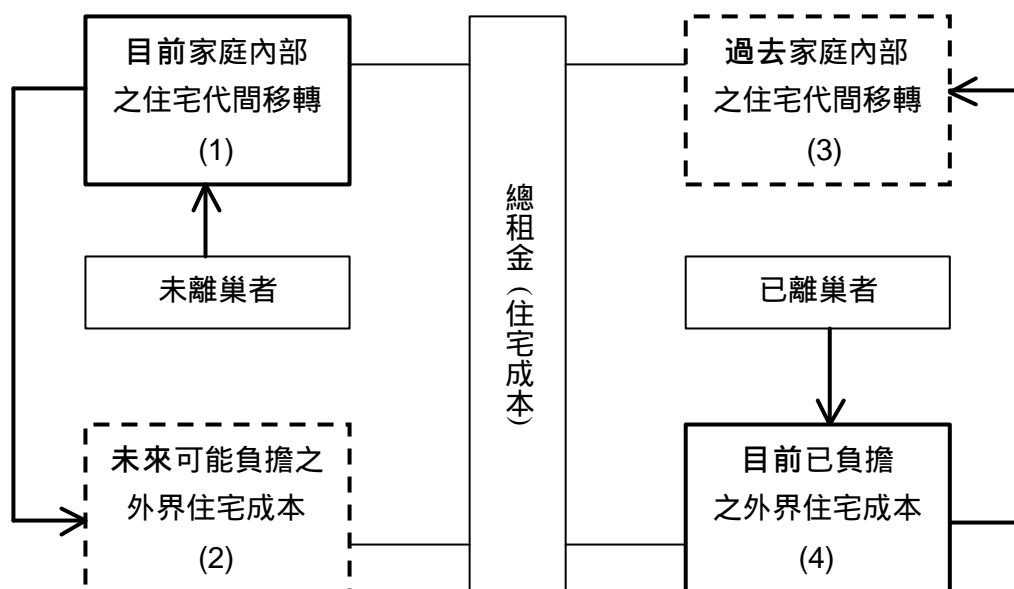 目前家庭內部
之住宅代間移轉
(1)
未離巢者
未來可能負擔之
外界住宅成本
(2)
總租金（住宅成本）
過去家庭內部
之住宅代間移轉
(3)
已離巢者
目前已負擔
之外界住宅成本
(4)